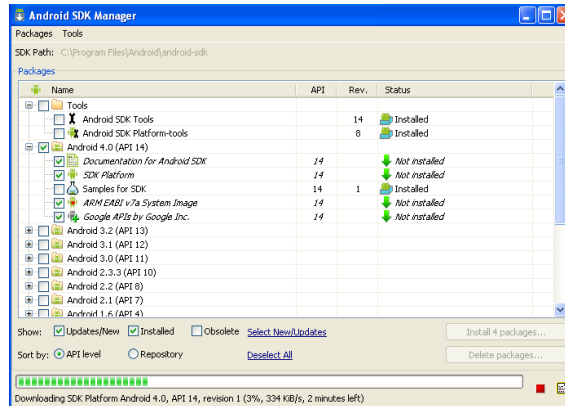 Android SDK Manager
Packages Tools
SDK Path: C:\Program Files\Android\android-sdk
Packages
Name API Rev. Status
Tools
Android SDK Tools 14 Installed
Android SDK Platform-tools 8 Installed
Android 4.0 (API 14)
Documentation for Android SDK 14 Not installed
SDK Platform 14 Not installed
Samples for SDK 14 1 Installed
ARM EABI v7a System Image 14 Not installed
Google APIs by Google Inc. 14 Not installed
Android 3.2 (API 13)
Android 3.1 (API 12)
Android 3.0 (API 11)
Android 2.3.3 (API 10)
Android 2.2 (API 8)
Android 2.1 (API 7)
Android 1.6 (API 4)
Show: Updates/New Installed Obsolete Select New/Updates Install 4 packages...
Sort by: API level Repository Deselect All Delete packages...
Downloading SDK Platform Android 4.0, API 14, revision 1 (3%, 334 KiB/s, 2 minutes left)